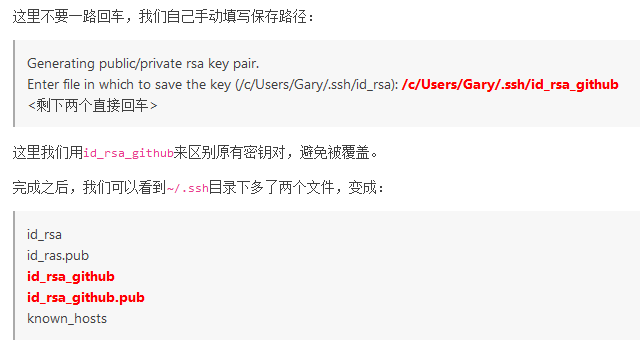 这里不要一路回车，我们自己手动填写保存路径：
Generating public/private rsa key pair.
Enter file in which to save the key (/c/Users/Gary/.ssh/id_rsa): /c/Users/Gary/.ssh/id_rsa_github
<剩下两个直接回车>
这里我们用id_rsa_github来区别原有密钥对，避免被覆盖。
完成之后，我们可以看到~/.ssh目录下多了两个文件，变成：
id_rsa
id_ras.pub
id_rsa_github
id_rsa_github.pub
known_hosts